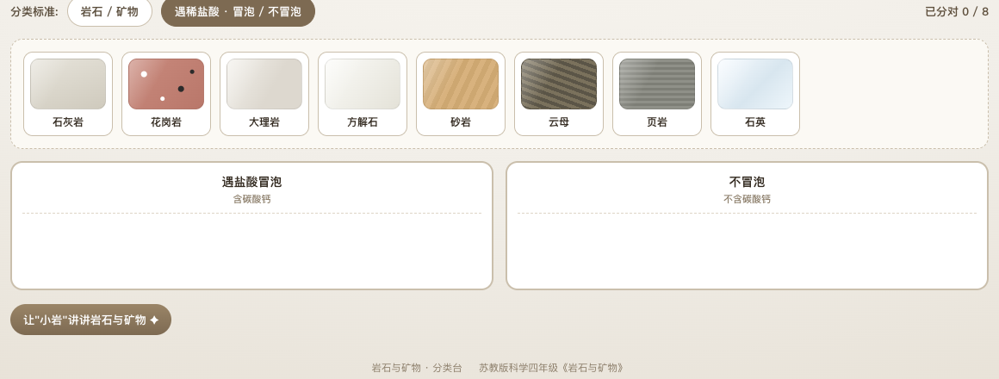 分类标准: 岩石 / 矿物 遇稀盐酸 · 冒泡 / 不冒泡 已分对 0 / 8
石灰岩 花岗岩 大理岩 方解石 砂岩 云母 页岩 石英
遇盐酸冒泡
含碳酸钙
不冒泡
不含碳酸钙
让"小岩"讲讲岩石与矿物 ✦
岩石与矿物 · 分类台 苏教版科学四年级《岩石与矿物》